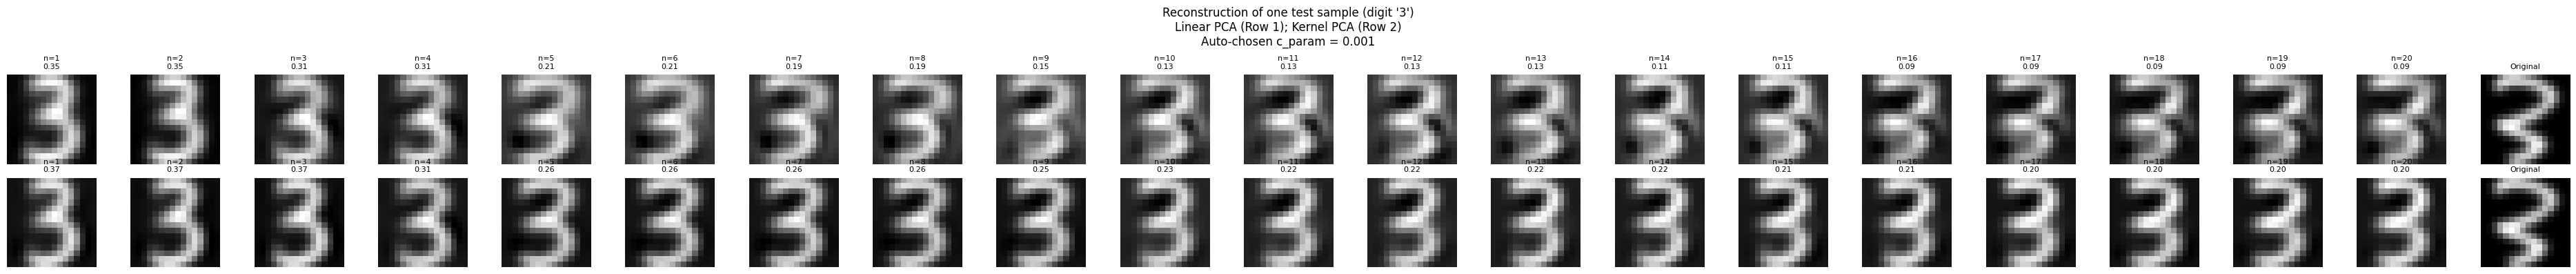 Reconstruction of one test sample (digit '3')
Linear PCA (Row 1); Kernel PCA (Row 2)
Auto-chosen c_param = 0.001
n=1 n=2 n=3 n=4 n=5 n=6 n=7 n=8 n=9 n=10 n=11 n=12 n=13 n=14 n=15 n=16 n=17 n=18 n=19 n=20
0.35 0.35 0.31 0.31 0.21 0.21 0.19 0.19 0.15 0.13 0.13 0.13 0.13 0.11 0.11 0.09 0.09 0.09 0.09 0.09 Original
n=1 n=2 n=3 n=4 n=5 n=6 n=7 n=8 n=9 n=10 n=11 n=12 n=13 n=14 n=15 n=16 n=17 n=18 n=19 n=20
0.37 0.37 0.37 0.31 0.26 0.26 0.26 0.26 0.25 0.23 0.22 0.22 0.22 0.22 0.21 0.21 0.20 0.20 0.20 0.20 Original